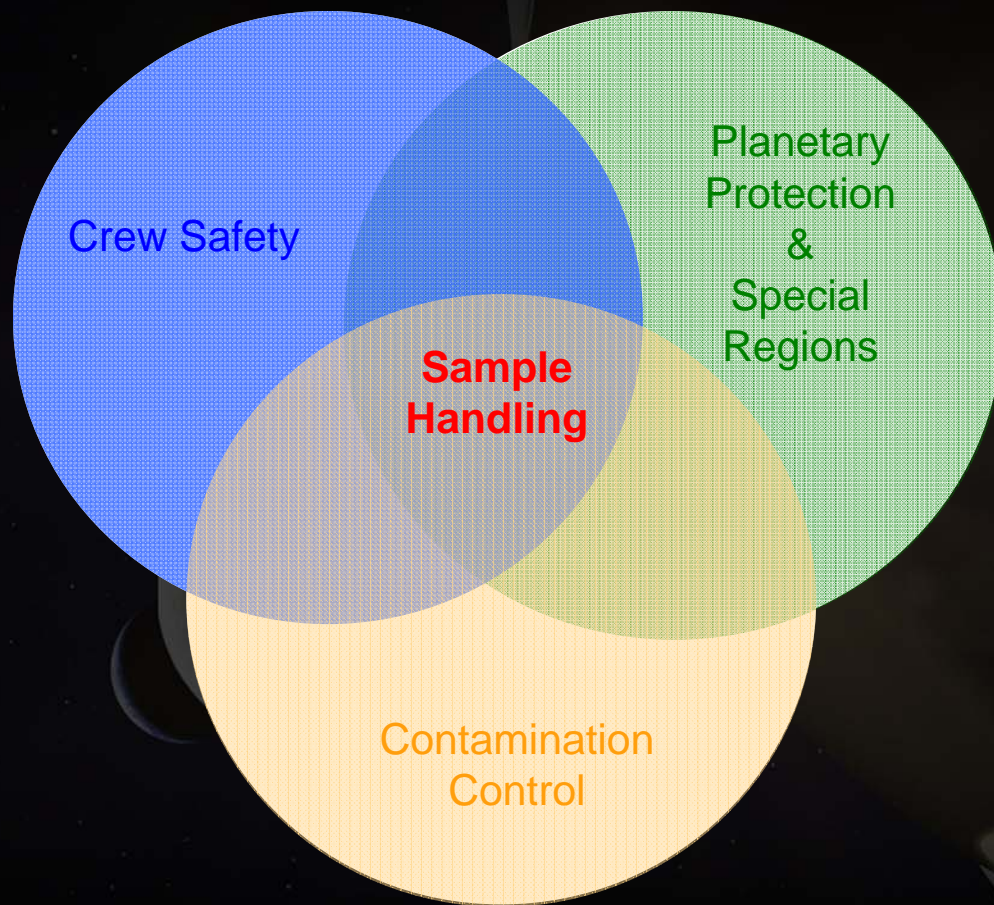 Crew Safety
Planetary
Protection
&
Special
Regions
Sample
Handling
Contamination
Control